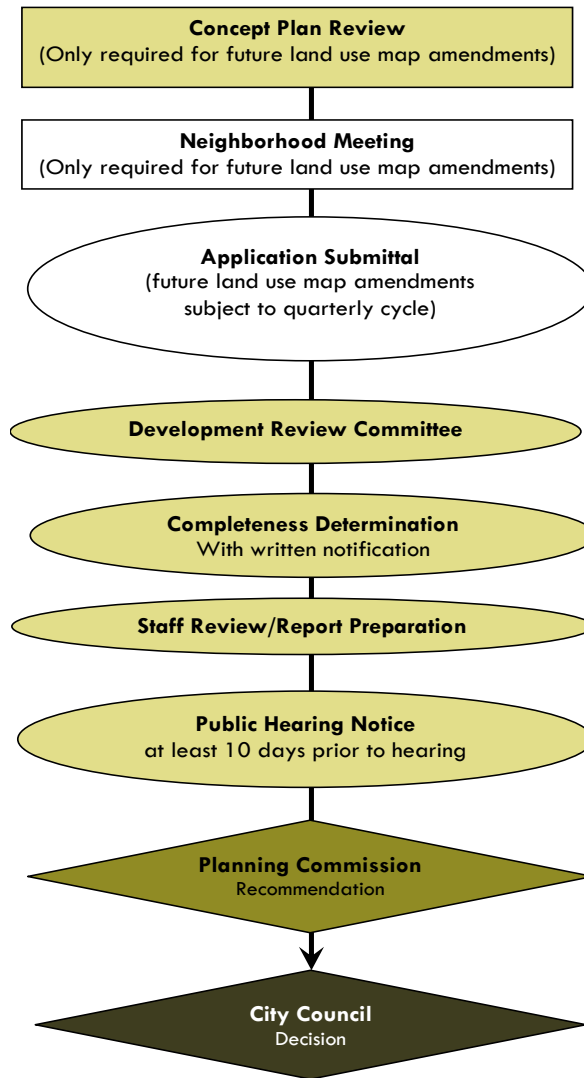 Concept Plan Review
(Only required for future land use map amendments)
Neighborhood Meeting
(Only required for future land use map amendments)
Application Submittal
(future land use map amendments
subject to quarterly cycle)
Development Review Committee
Completeness Determination
With written notification
Staff Review/Report Preparation
Public Hearing Notice
at least 10 days prior to hearing
Planning Commission
Recommendation
City Council
Decision